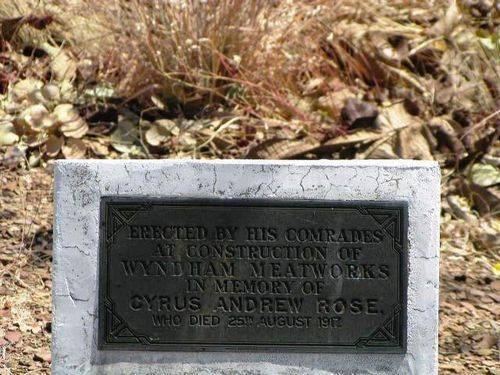 ERECTED BY HIS COMRADES
AT CONSTRUCTION OF
WYNDHAM MEATWORKS
IN MEMORY OF
CYRUS ANDREW ROSE.
WHO DIED 25TH AUGUST 1917.